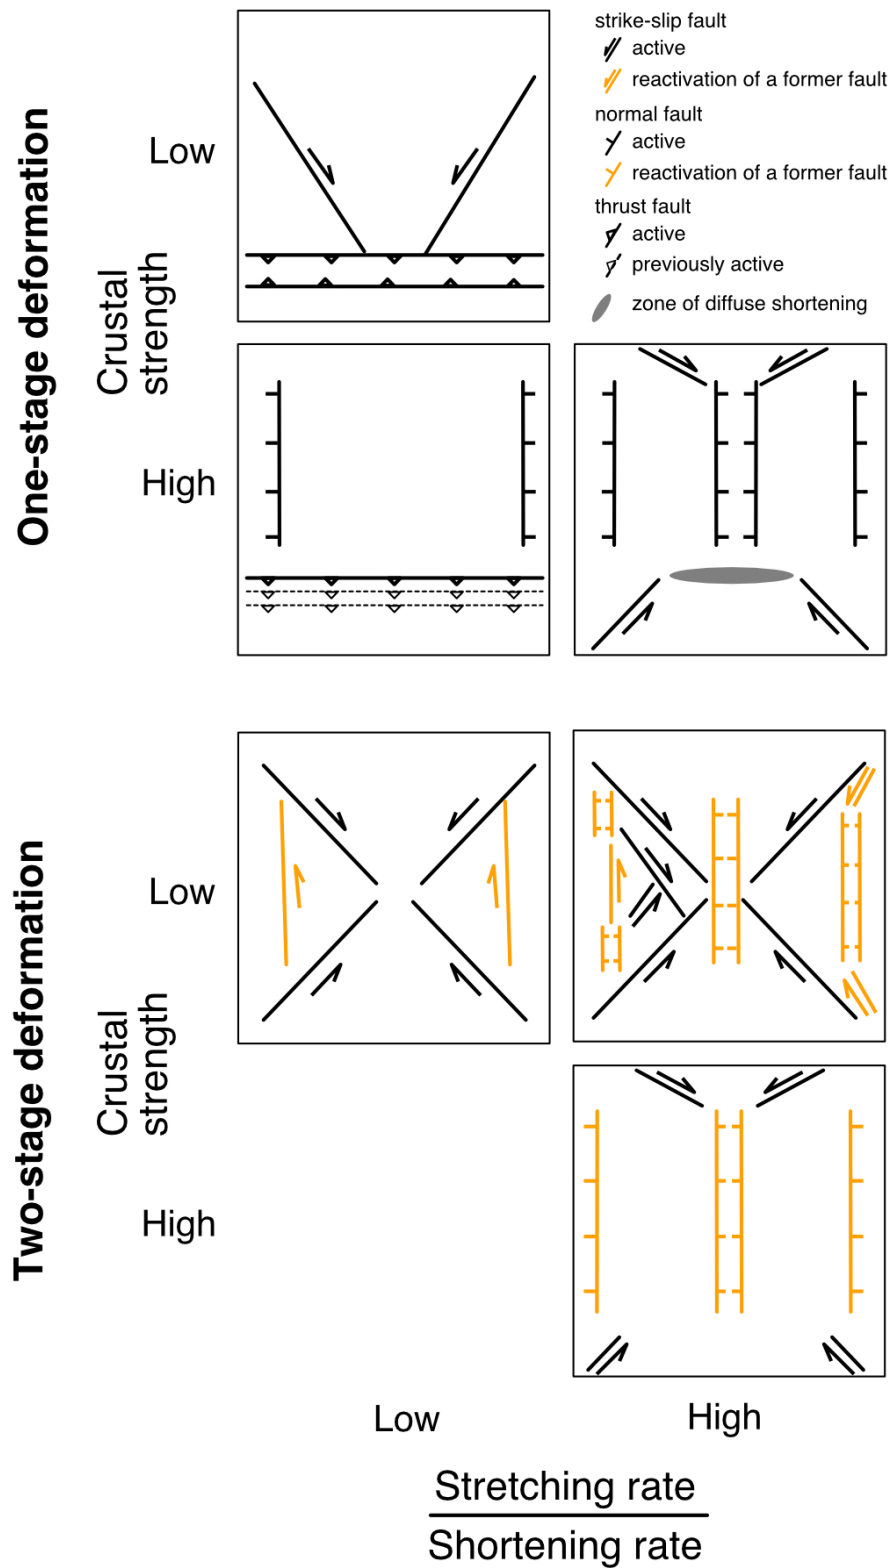 strike-slip fault
active
reactivation of a former fault
normal fault
active
reactivation of a former fault
thrust fault
active
previously active
zone of diffuse shortening
One-stage deformation
Crustal
strength
Low
High
Two-stage deformation
Crustal
strength
Low
High
Low
High
Stretching rate
Shortening rate